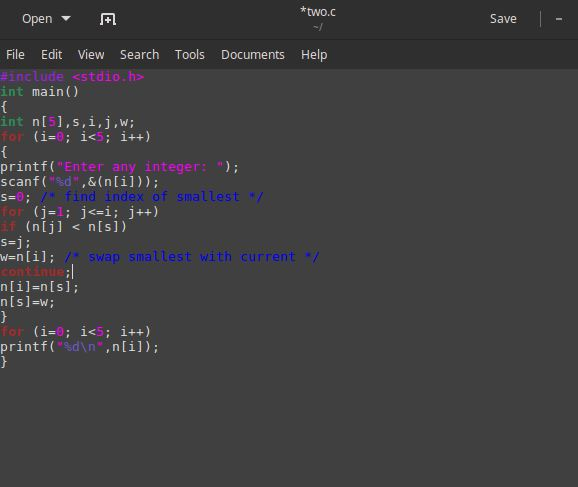 Open *two.c Save
~/
File Edit View Search Tools Documents Help
#include <stdio.h>
int main()
{
int n[5],s,i,j,w;
for (i=0; i<5; i++)
{
printf("Enter any integer: ");
scanf("%d",&(n[i]));
s=0; /* find index of smallest */
for (j=1; j<=i; j++)
if (n[j] < n[s])
s=j;
w=n[i]; /* swap smallest with current */
continue;
n[i]=n[s];
n[s]=w;
}
for (i=0; i<5; i++)
printf("%d\n",n[i]);
}